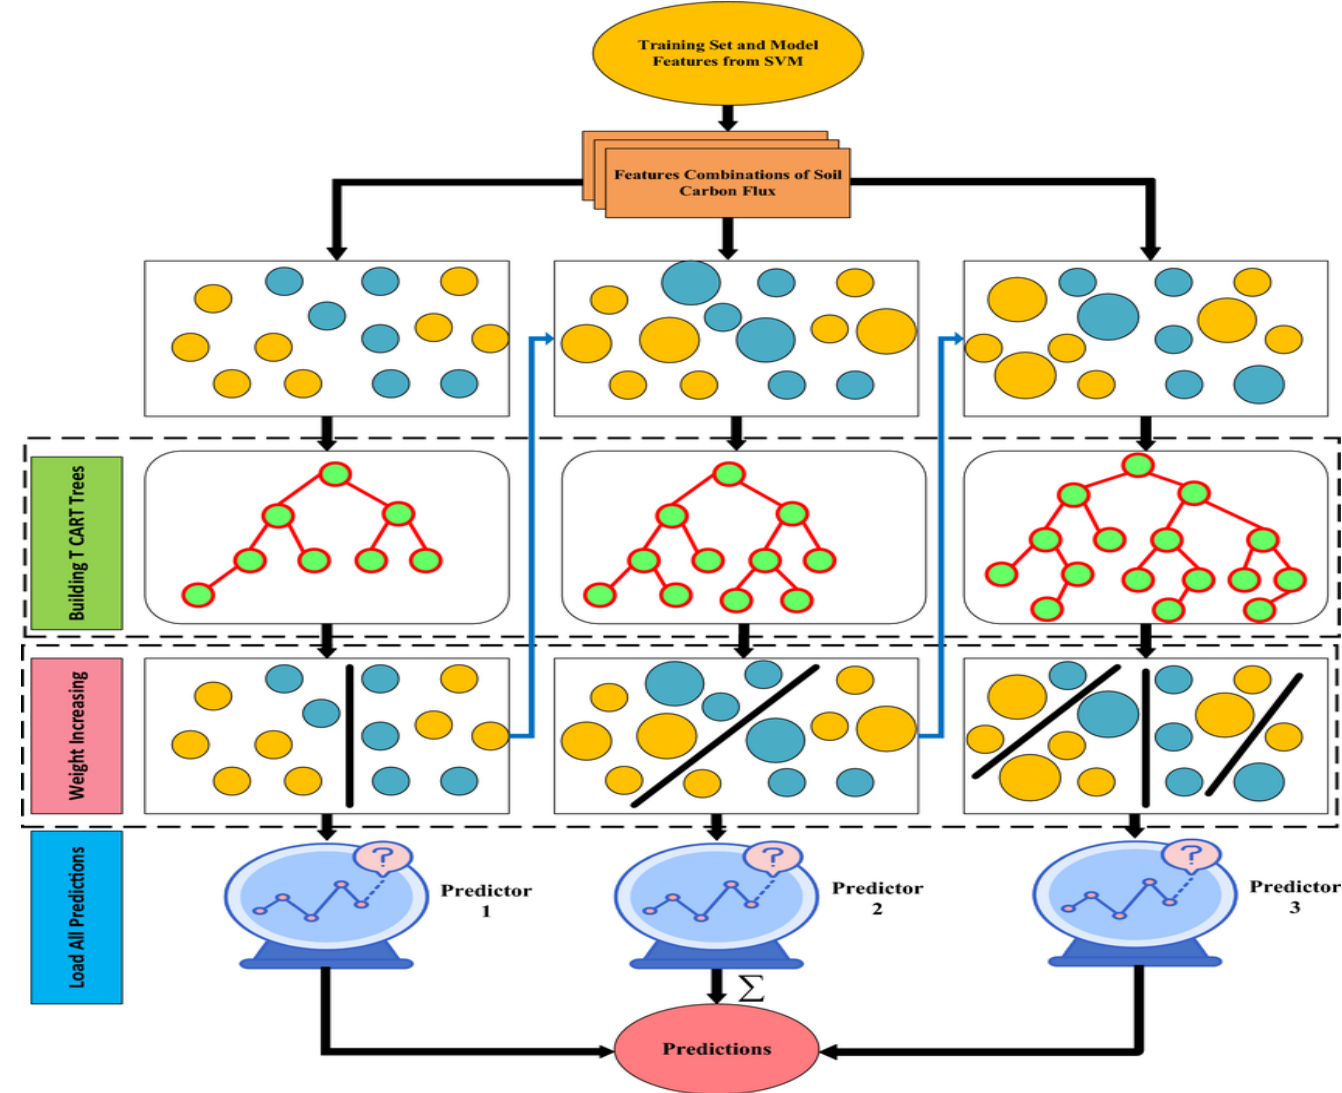 Training Set and Model
Features from SVM
Features Combinations of Soil
Carbon Flux
Building T CART Trees
Weight Increasing
Load All Predictions
?
Predictor
1
?
Predictor
2
?
Predictor
3
∑
Predictions